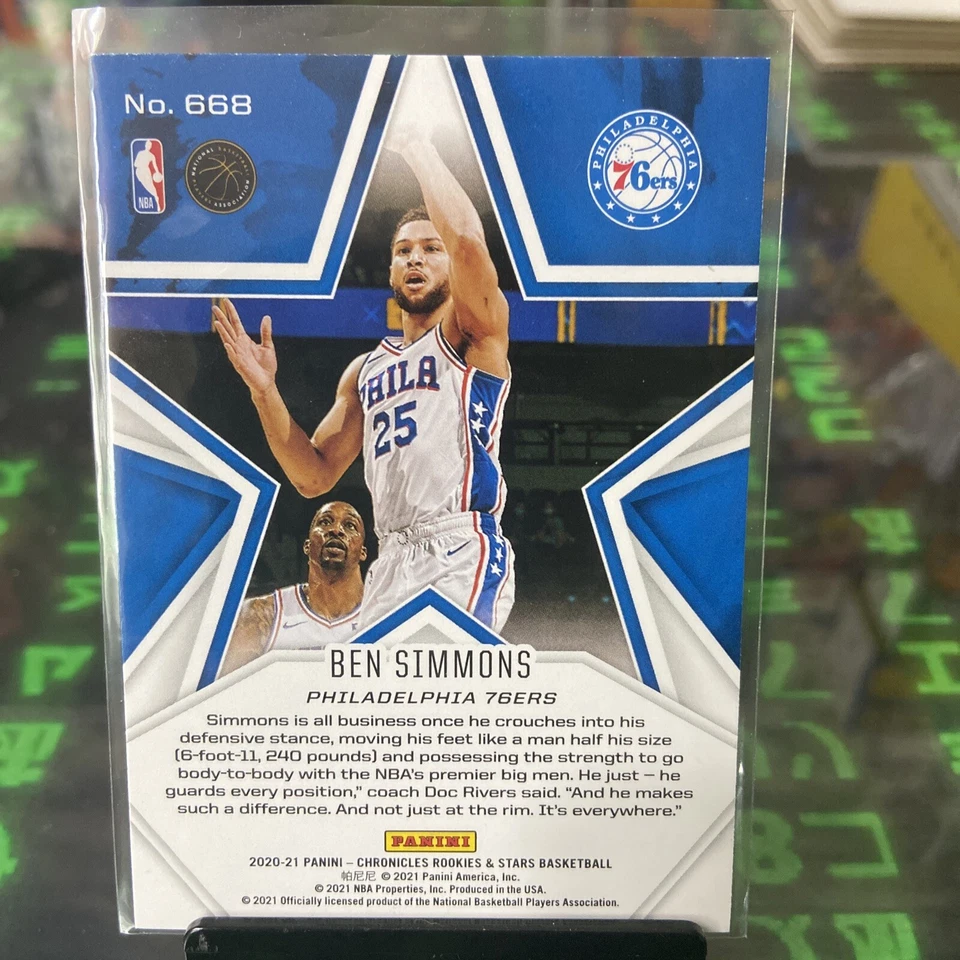 No. 668
NBA
NATIONAL BASKETBALL
PLAYERS ASSOCIATION
PHILADELPHIA
76ers
PHILA
25
BEN SIMMONS
PHILADELPHIA 76ERS
Simmons is all business once he crouches into his
defensive stance, moving his feet like a man half his size
(6-foot-11, 240 pounds) and possessing the strength to go
body-to-body with the NBA's premier big men. He just – he
guards every position," coach Doc Rivers said. "And he makes
such a difference. And not just at the rim. It's everywhere."
PANINI
2020-21 PANINI – CHRONICLES ROOKIES & STARS BASKETBALL
帕尼尼 © 2021 Panini America, Inc.
© 2021 NBA Properties, Inc. Produced in the USA.
© 2021 Officially licensed product of the National Basketball Players Association.